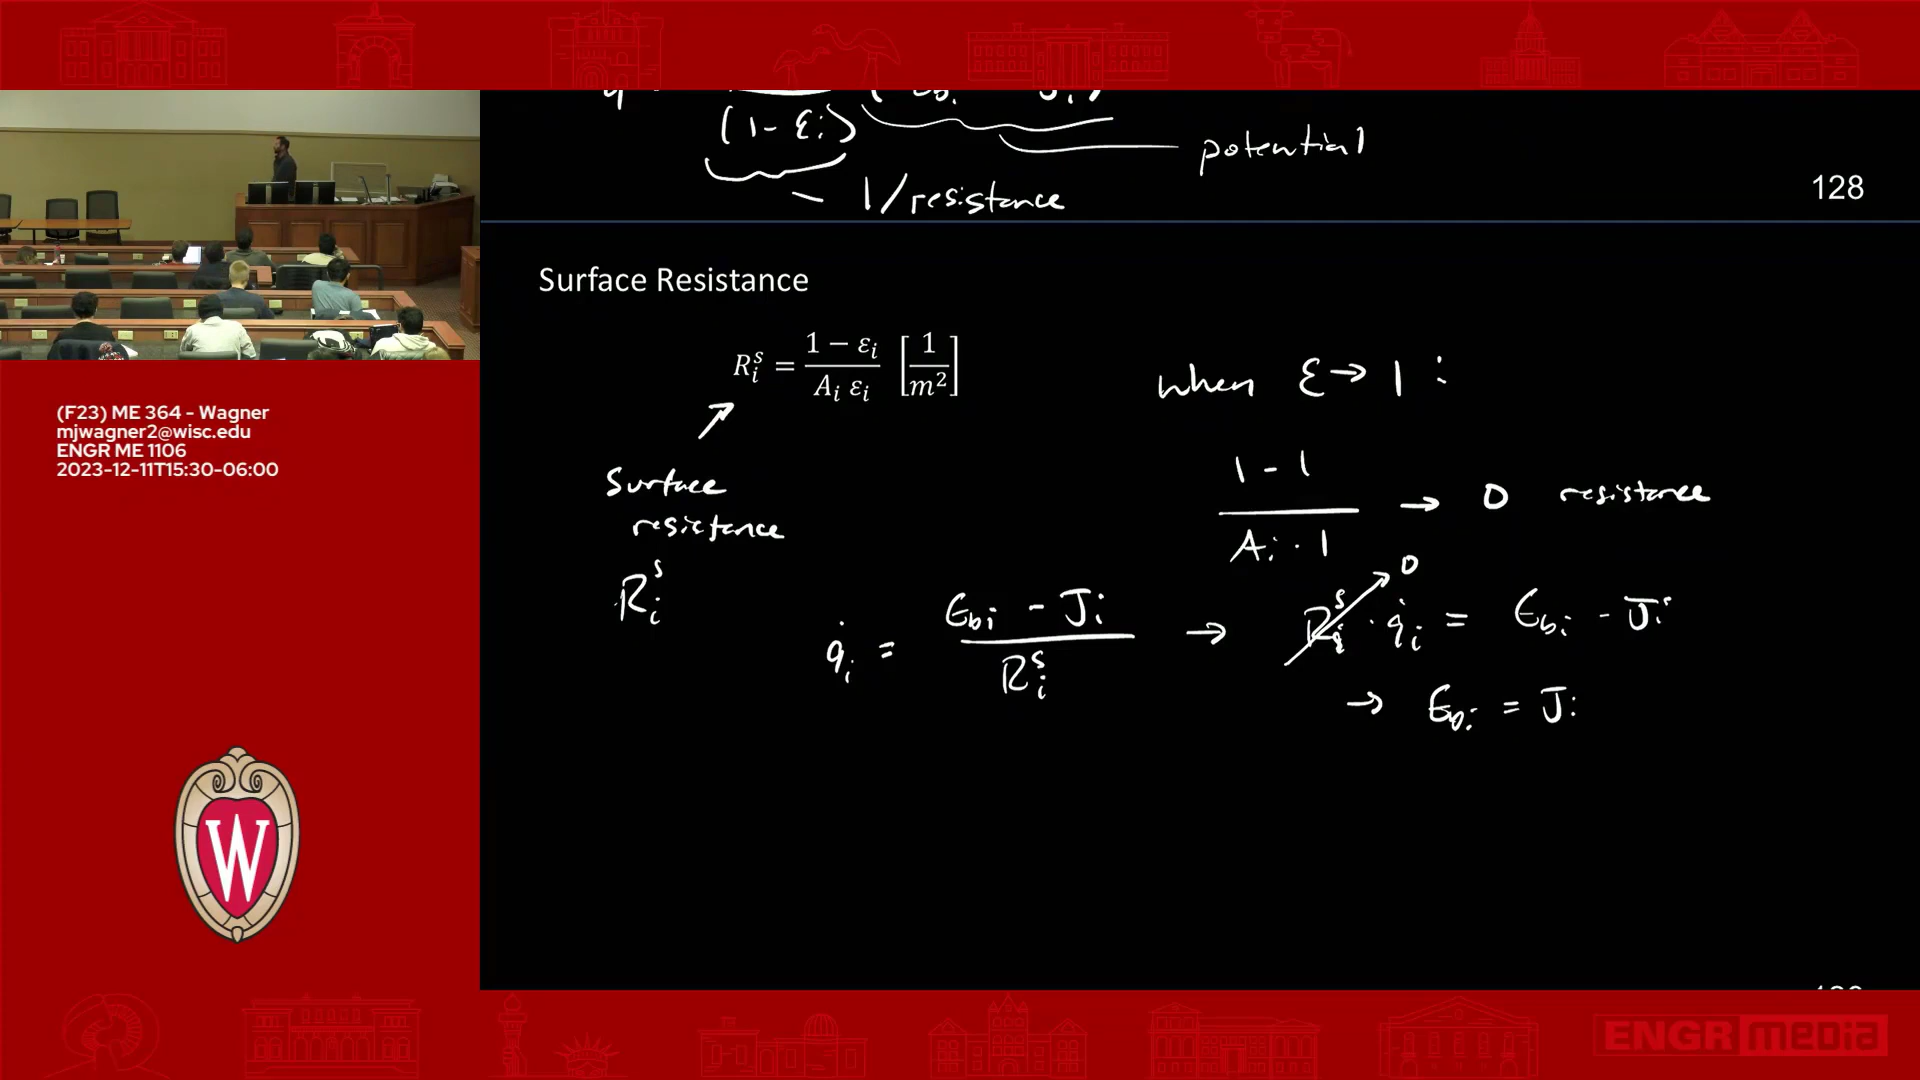 (1 - εi)
potential
1/resistance
128
Surface Resistance
R_i^s = (1 − ε_i)/(A_i ε_i) [1/m²]
when ε → 1 :
Surface
resistance
R_i^s
(1 - 1)/(A_i · 1) → 0 resistance
q̇_i = (E_bi - J_i)/(R_i^s) → R_i^s · q̇_i = E_bi - J_i
0
→ E_bi = J_i
(F23) ME 364 - Wagner
mjwagner2@wisc.edu
ENGR ME 1106
2023-12-11T15:30-06:00
W
ENGR media